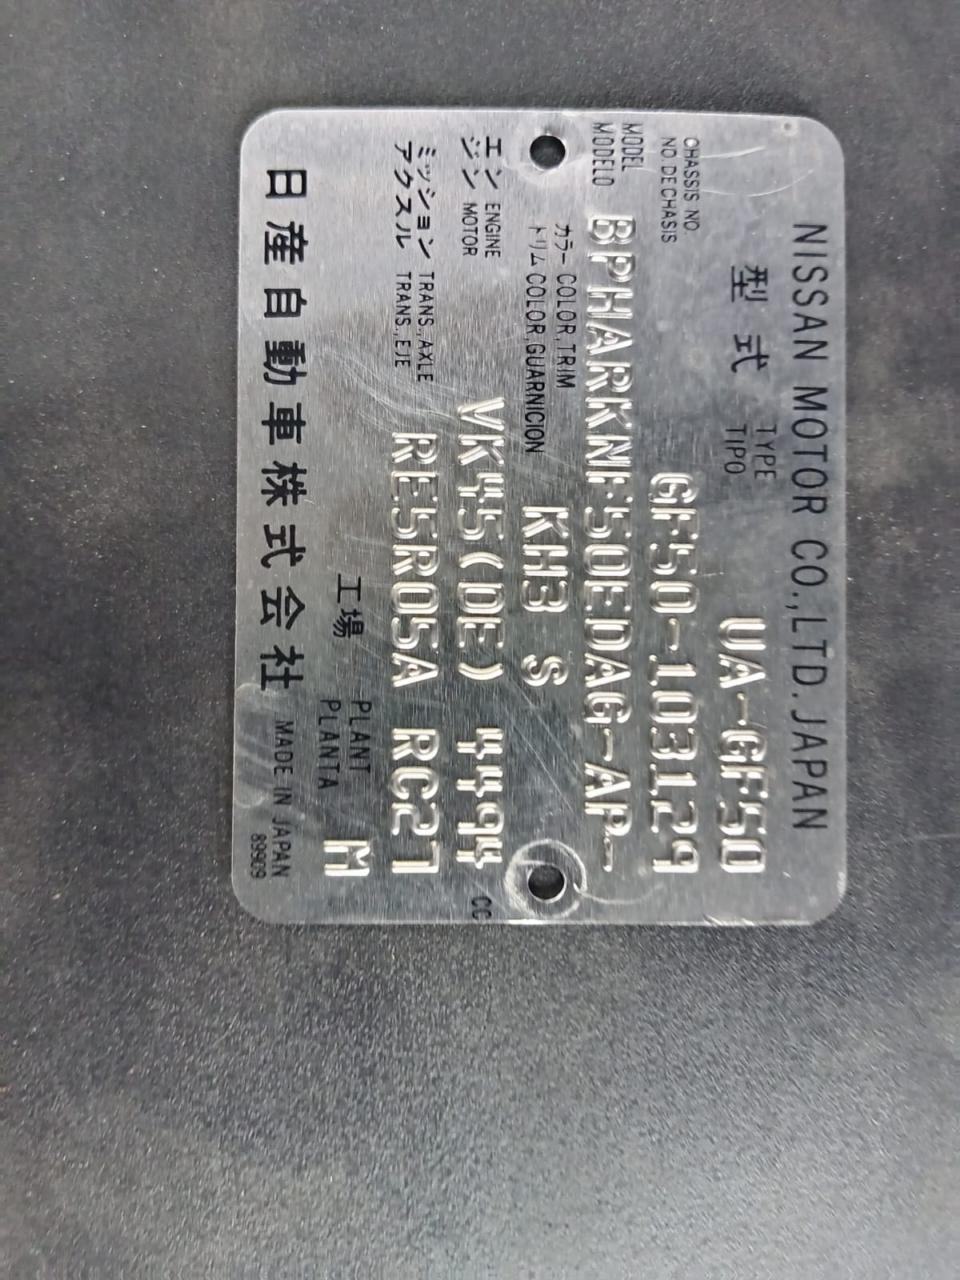 NISSAN MOTOR CO.,LTD. JAPAN
型式 TYPE TIPO UA-GF50
CHASSIS NO. NO. DE CHASIS GF50-103129
MODEL MODELO BPHARKNF50EDAG-AP-
カラー COLOR,TRIM
トリム COLOR,GUARNICION KH3 S
エンジン ENGINE MOTOR VK45(DE) 4494 CC
ミッション TRANS.,AXLE
アクスル TRANS.,EJE RE5R05A RC27
工場 PLANT PLANTA M
日産自動車株式会社 MADE IN JAPAN
89909